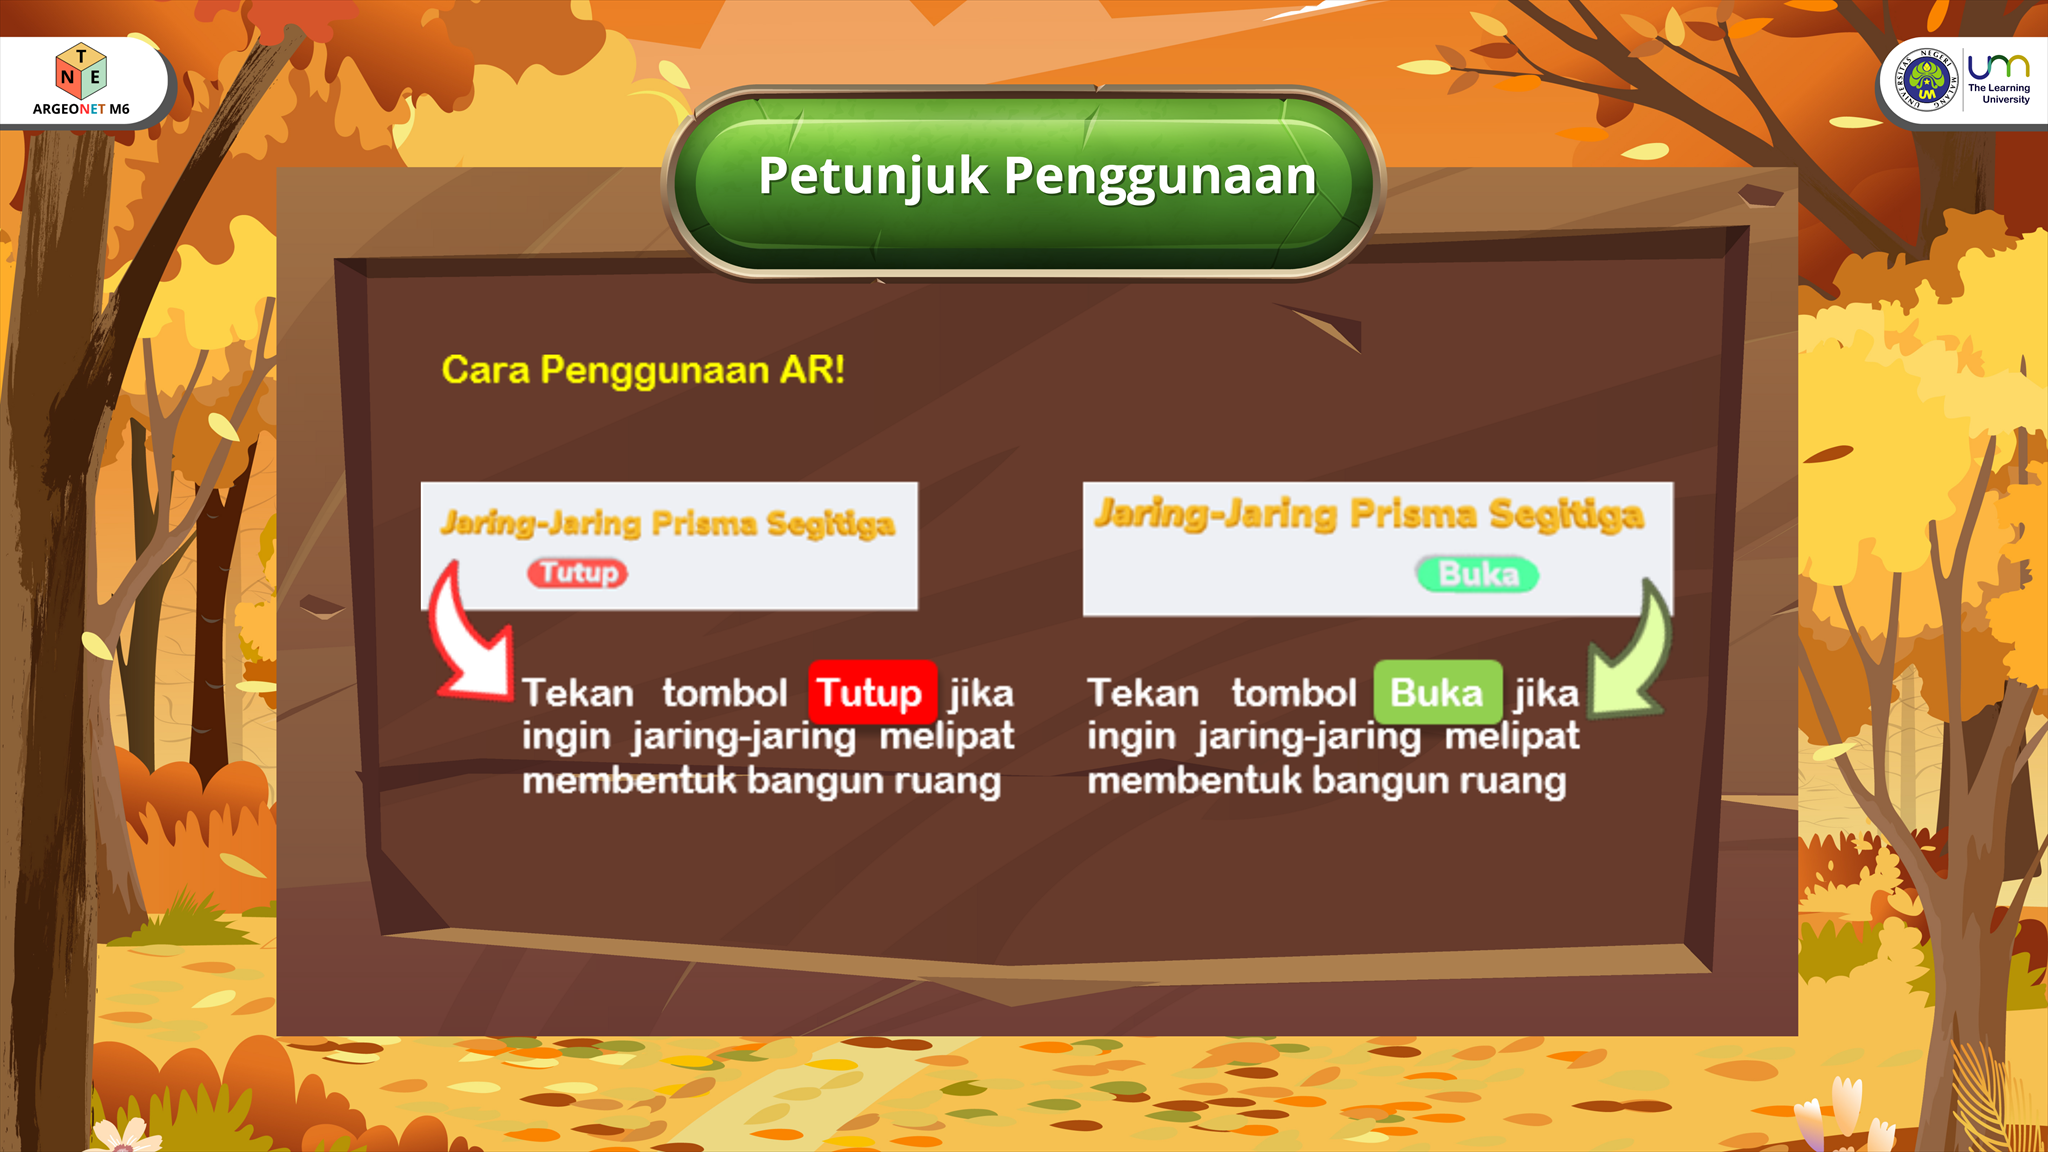 T
N E
ARGEONET M6
UNIVERSITAS NEGERI MALANG
UM
um
The Learning
University
Petunjuk Penggunaan
Cara Penggunaan AR!
Jaring-Jaring Prisma Segitiga
Tutup
Tekan tombol Tutup jika
ingin jaring-jaring melipat
membentuk bangun ruang
Jaring-Jaring Prisma Segitiga
Buka
Tekan tombol Buka jika
ingin jaring-jaring melipat
membentuk bangun ruang